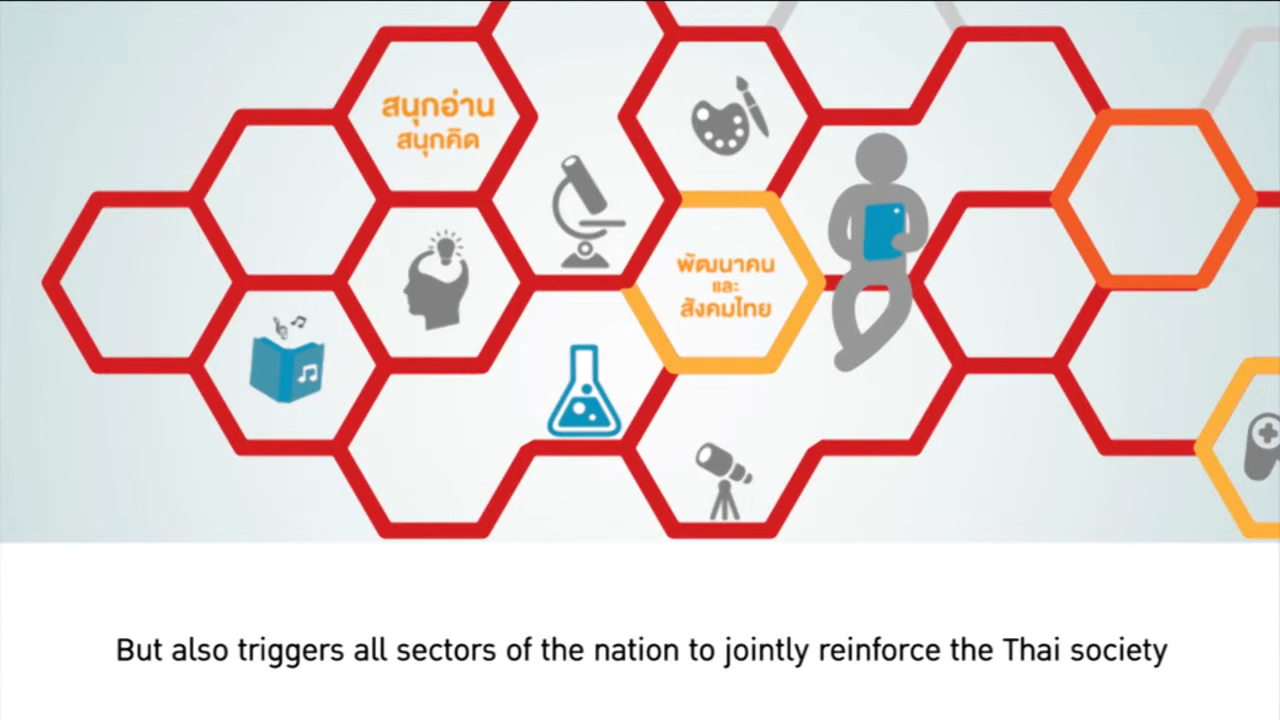 สนุกอ่าน
สนุกคิด
พัฒนาคน
และ
สังคมไทย
But also triggers all sectors of the nation to jointly reinforce the Thai society